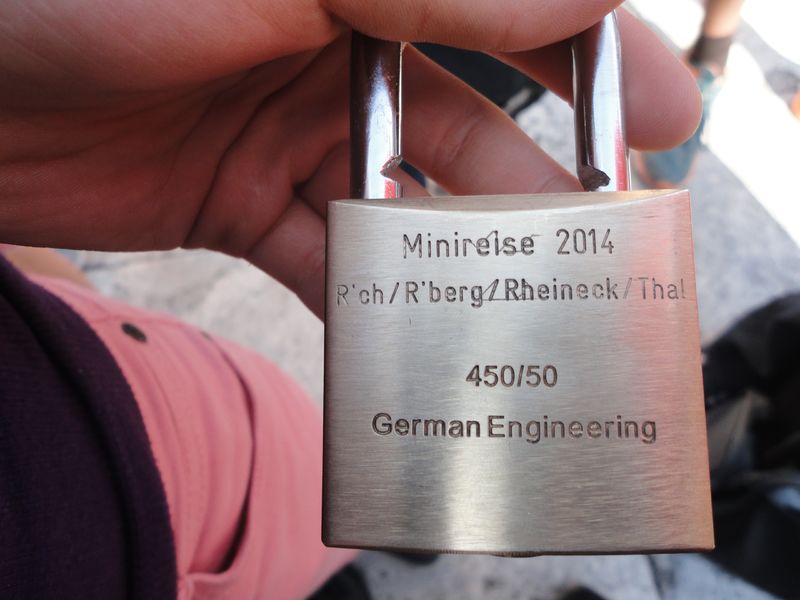 Minireise 2014
R'ch/R'berg/Rheineck/Thal
450/50
German Engineering